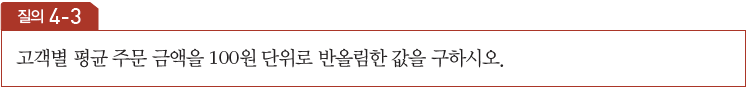 질의 4-3
고객별 평균 주문 금액을 100원 단위로 반올림한 값을 구하시오.